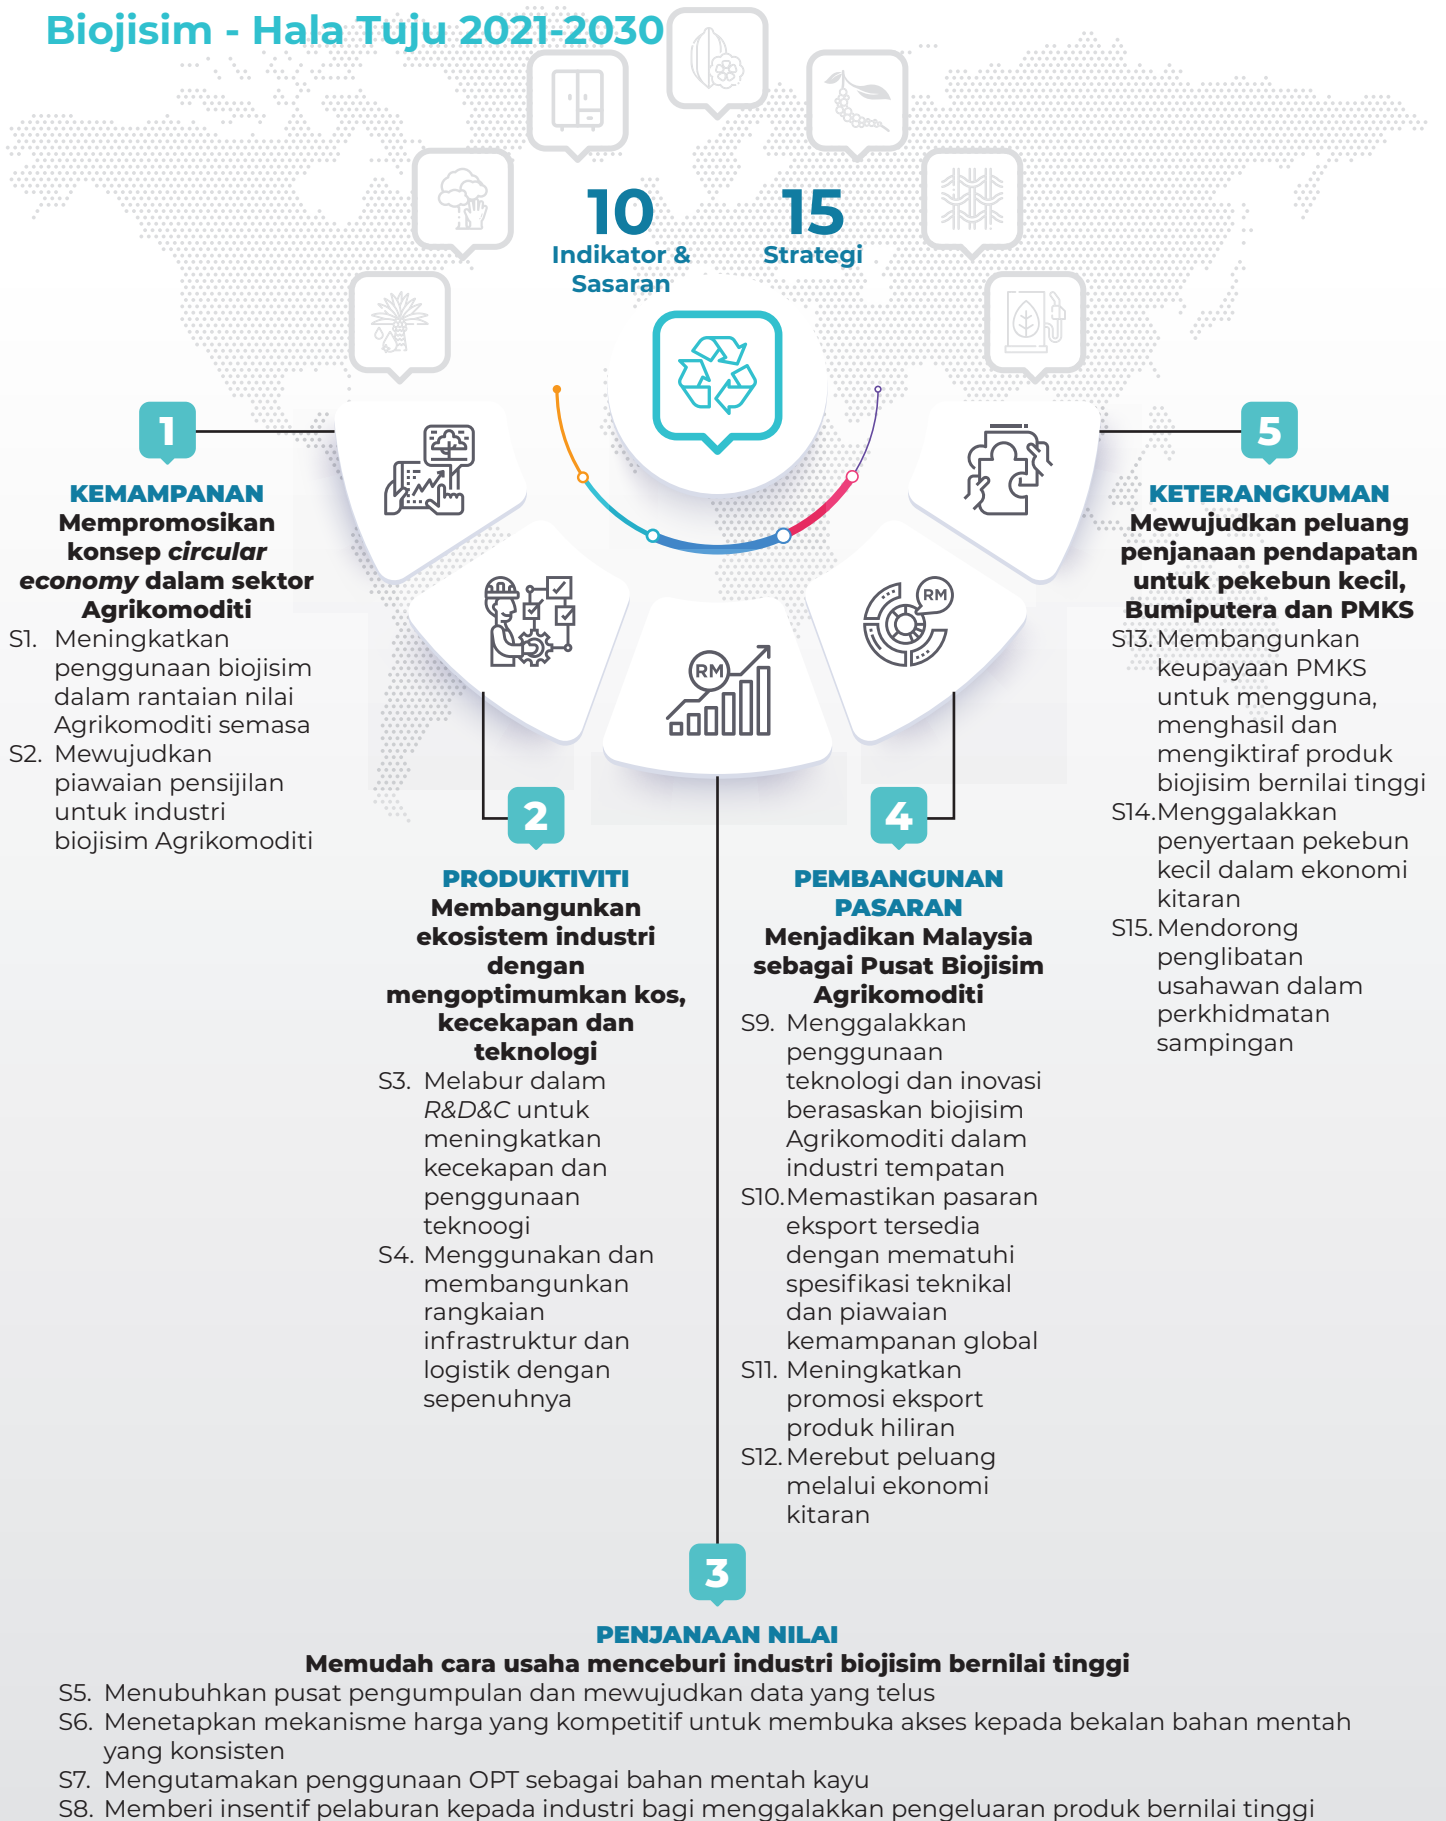 Biojisim - Hala Tuju 2021-2030
10
Indikator &
Sasaran
15
Strategi
1
KEMAMPANAN
Mempromosikan
konsep circular
economy dalam sektor
Agrikomoditi
S1. Meningkatkan
penggunaan biojisim
dalam rantaian nilai
Agrikomoditi semasa
S2. Mewujudkan
piawaian pensijilan
untuk industri
biojisim Agrikomoditi
RM
RM
2
PRODUKTIVITI
Membangunkan
ekosistem industri
dengan
mengoptimumkan kos,
kecekapan dan
teknologi
S3. Melabur dalam
R&D&C untuk
meningkatkan
kecekapan dan
penggunaan
teknoogi
S4. Menggunakan dan
membangunkan
rangkaian
infrastruktur dan
logistik dengan
sepenuhnya
3
PENJANAAN NILAI
Memudah cara usaha menceburi industri biojisim bernilai tinggi
S5. Menubuhkan pusat pengumpulan dan mewujudkan data yang telus
S6. Menetapkan mekanisme harga yang kompetitif untuk membuka akses kepada bekalan bahan mentah
yang konsisten
S7. Mengutamakan penggunaan OPT sebagai bahan mentah kayu
S8. Memberi insentif pelaburan kepada industri bagi menggalakkan pengeluaran produk bernilai tinggi
4
PEMBANGUNAN
PASARAN
Menjadikan Malaysia
sebagai Pusat Biojisim
Agrikomoditi
S9. Menggalakkan
penggunaan
teknologi dan inovasi
berasaskan biojisim
Agrikomoditi dalam
industri tempatan
S10. Memastikan pasaran
eksport tersedia
dengan mematuhi
spesifikasi teknikal
dan piawaian
kemampanan global
S11. Meningkatkan
promosi eksport
produk hiliran
S12. Merebut peluang
melalui ekonomi
kitaran
5
KETERANGKUMAN
Mewujudkan peluang
penjanaan pendapatan
untuk pekebun kecil,
Bumiputera dan PMKS
S13. Membangunkan
keupayaan PMKS
untuk mengguna,
menghasil dan
mengiktiraf produk
biojisim bernilai tinggi
S14. Menggalakkan
penyertaan pekebun
kecil dalam ekonomi
kitaran
S15. Mendorong
penglibatan
usahawan dalam
perkhidmatan
sampingan